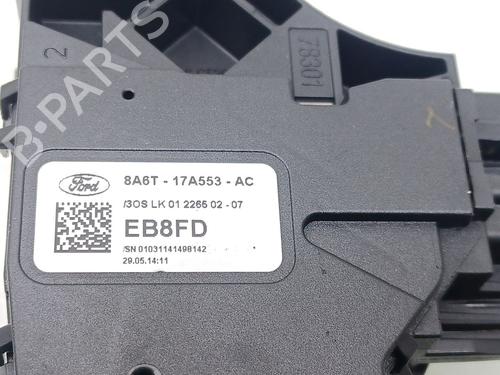 2
78301
B-PARTS
Ford
8A6T - 17A553 - AC
/3OS LK 01 2265 02 - 07
EB8FD
/SN 01031141498142
29.05.14:11